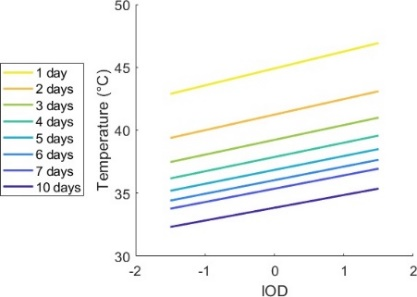 50
45
40
35
30
Temperature (°C)
1 day
2 days
3 days
4 days
5 days
6 days
7 days
10 days
-2
-1
0
1
2
IOD